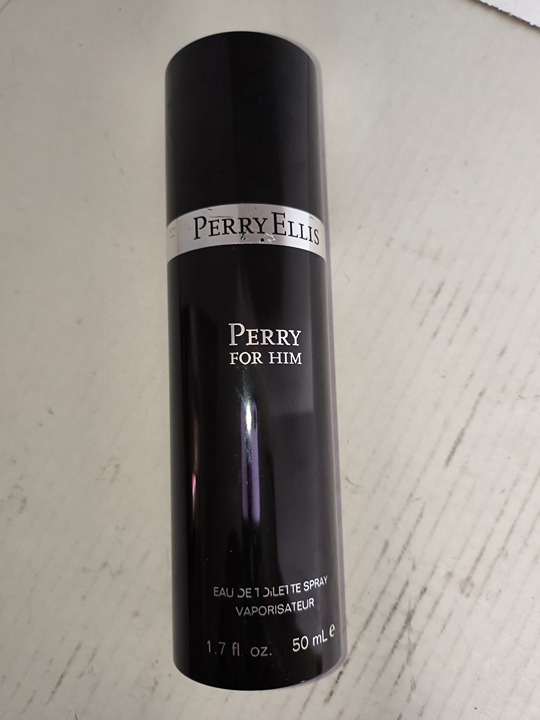 PERRY ELLIS
PERRY
FOR HIM
EAU DE TOILETTE SPRAY
VAPORISATEUR
1.7 fl. oz. 50 mL e